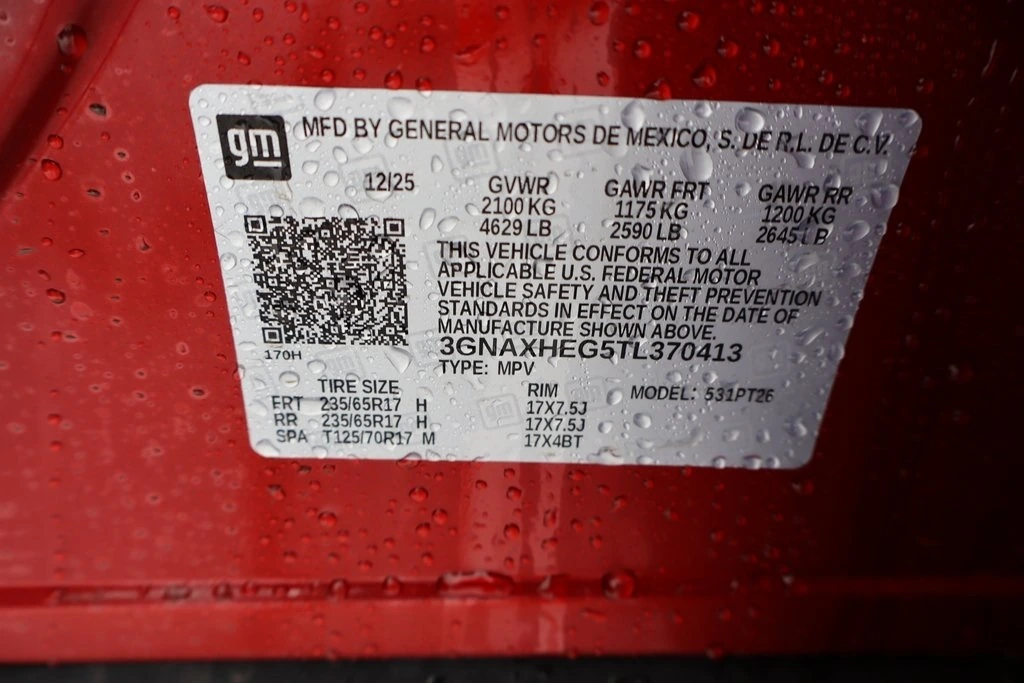 gm
MFD BY GENERAL MOTORS DE MEXICO, S. DE R.L. DE C.V.
12/25 GVWR GAWR FRT GAWR RR
2100 KG 1175 KG 1200 KG
4629 LB 2590 LB 2645 LB
THIS VEHICLE CONFORMS TO ALL
APPLICABLE U.S. FEDERAL MOTOR
VEHICLE SAFETY AND THEFT PREVENTION
STANDARDS IN EFFECT ON THE DATE OF
MANUFACTURE SHOWN ABOVE.
3GNAXHEG5TL370413
170H
TYPE: MPV
TIRE SIZE RIM MODEL: 531PT26
FRT 235/65R17 H 17X7.5J
RR 235/65R17 H 17X7.5J
SPA T125/70R17 M 17X4BT